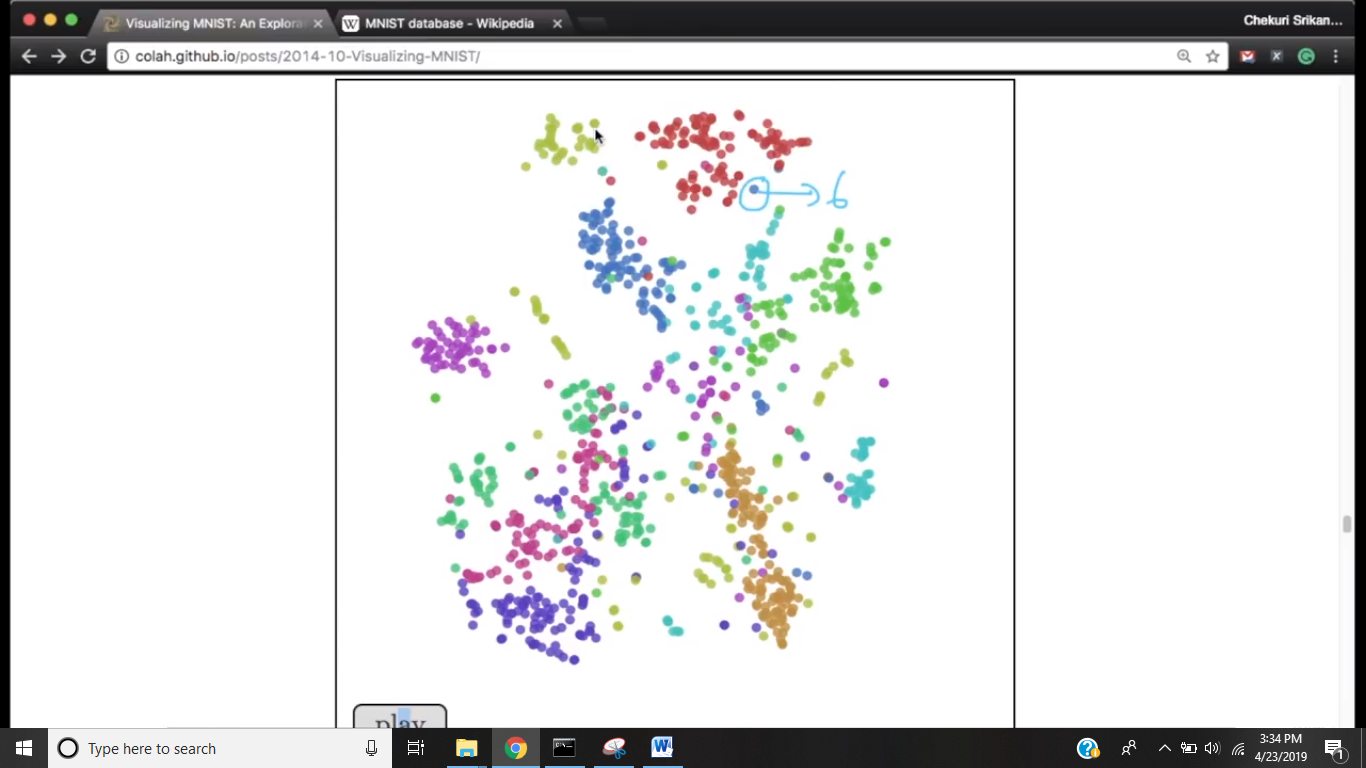 Visualizing MNIST: An Explora
MNIST database - Wikipedia
Chekuri Srikan...
colah.github.io/posts/2014-10-Visualizing-MNIST/
6
play
Type here to search
3:34 PM
4/23/2019
1